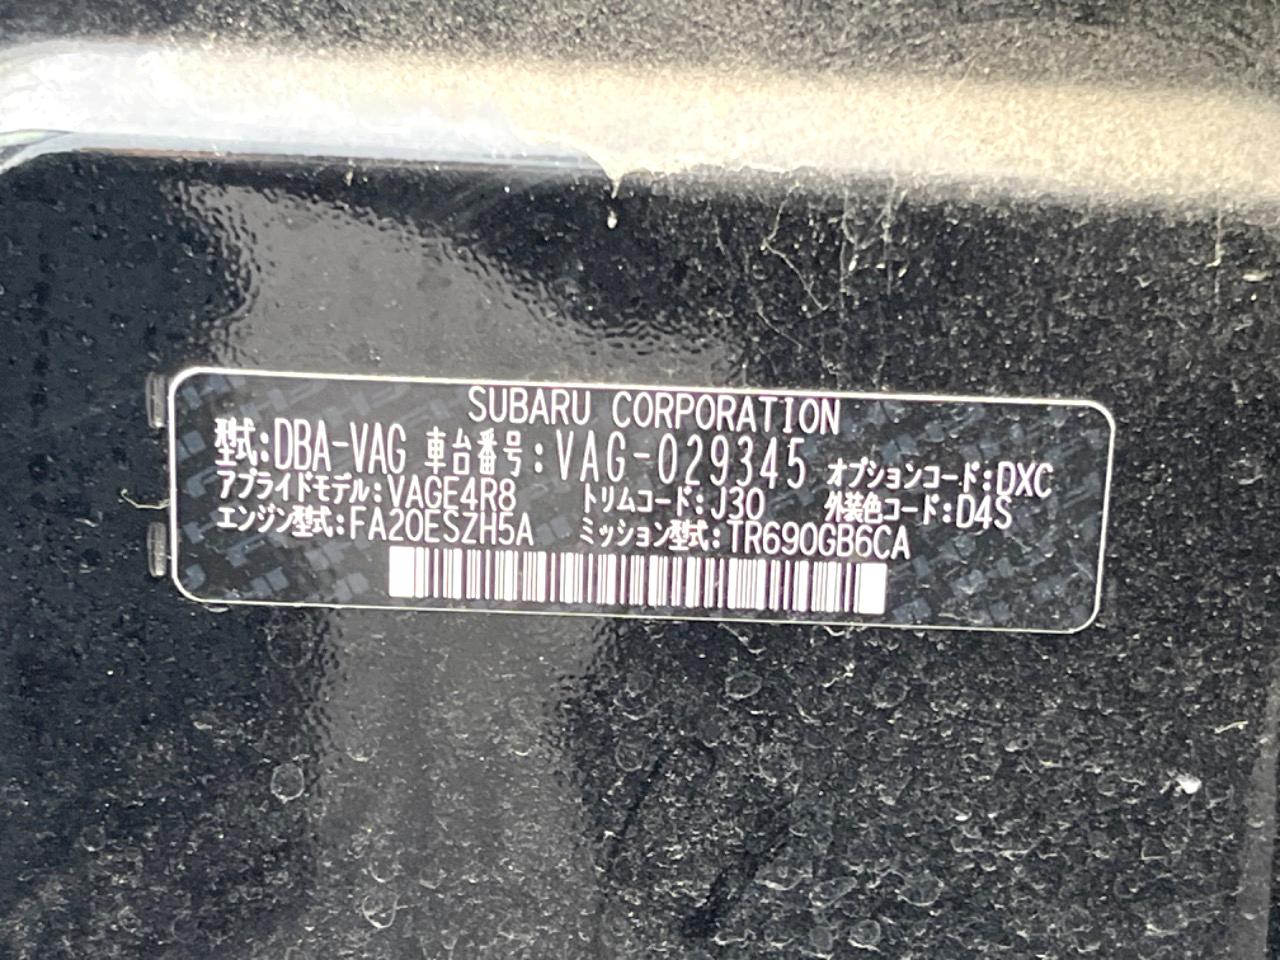 SUBARU CORPORATION
型式:DBA-VAG 車台番号:VAG-029345 オプションコード:DXC
アプライドモデル:VAGE4R8 トリムコード:J30 外装色コード:D4S
エンジン型式:FA20ESZH5A ミッション型式:TR690GB6CA